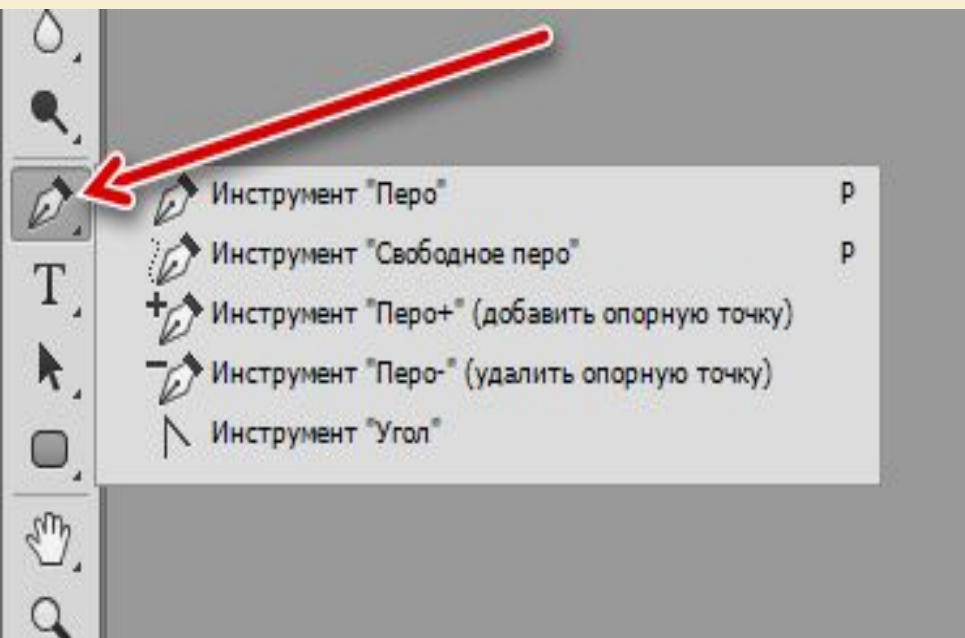 Инструмент "Перо" P
Инструмент "Свободное перо" P
Инструмент "Перо+" (добавить опорную точку)
Инструмент "Перо-" (удалить опорную точку)
T
Инструмент "Угол"